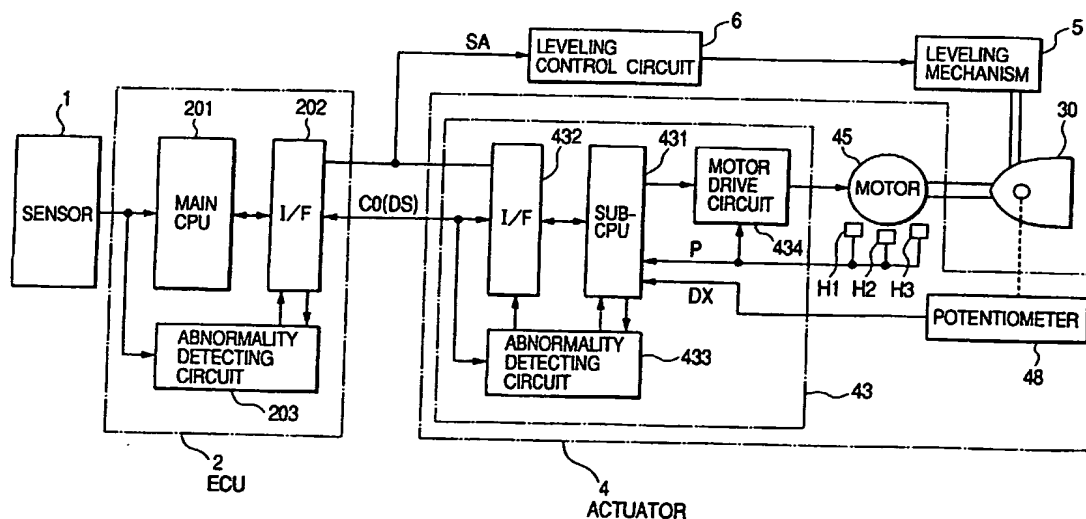 6
5
SA
LEVELING
CONTROL CIRCUIT
LEVELING
MECHANISM
1
201
202
30
432
431
45
SENSOR
MAIN
CPU
I/F
C0(DS)
I/F
SUB-
CPU
MOTOR
DRIVE
CIRCUIT
MOTOR
434
P
H1
H2
H3
DX
ABNORMALITY
DETECTING
CIRCUIT
203
ABNORMALITY
DETECTING
CIRCUIT
433
POTENTIOMETER
48
43
2
ECU
4
ACTUATOR